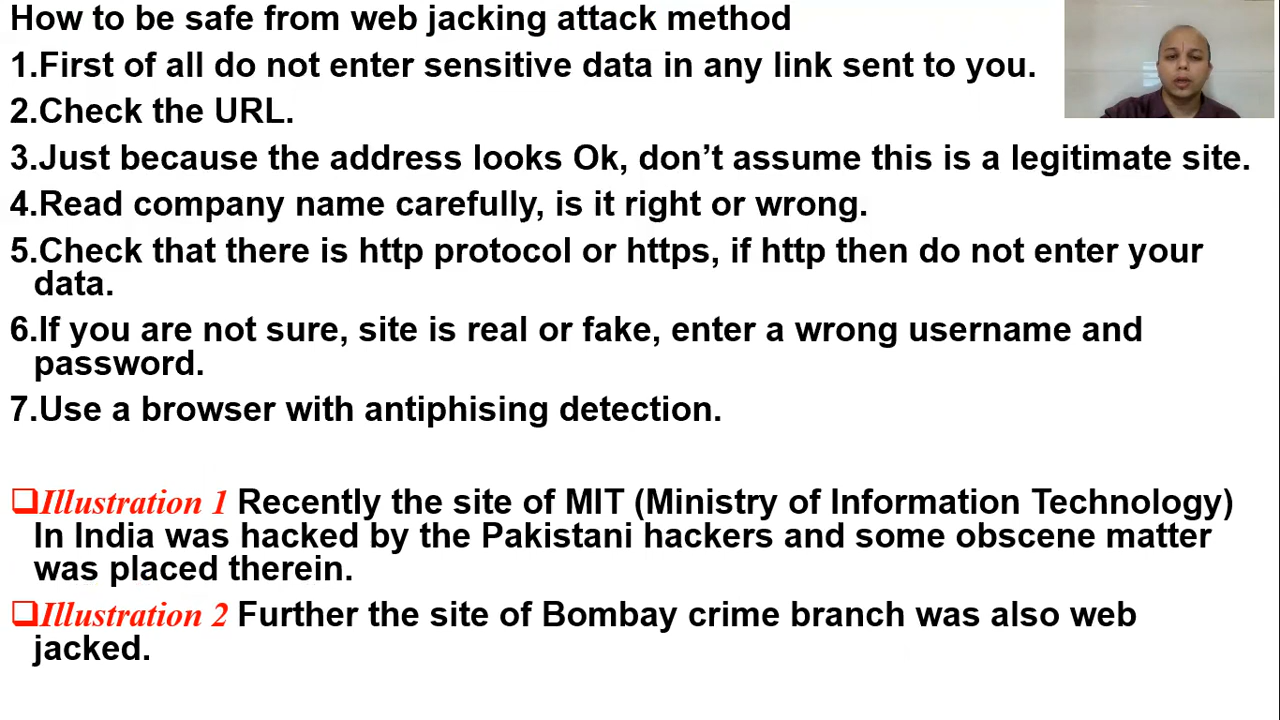 How to be safe from web jacking attack method
1.First of all do not enter sensitive data in any link sent to you.
2.Check the URL.
3.Just because the address looks Ok, don’t assume this is a legitimate site.
4.Read company name carefully, is it right or wrong.
5.Check that there is http protocol or https, if http then do not enter your
data.
6.If you are not sure, site is real or fake, enter a wrong username and
password.
7.Use a browser with antiphising detection.
❑Illustration 1 Recently the site of MIT (Ministry of Information Technology)
In India was hacked by the Pakistani hackers and some obscene matter
was placed therein.
❑Illustration 2 Further the site of Bombay crime branch was also web
jacked.